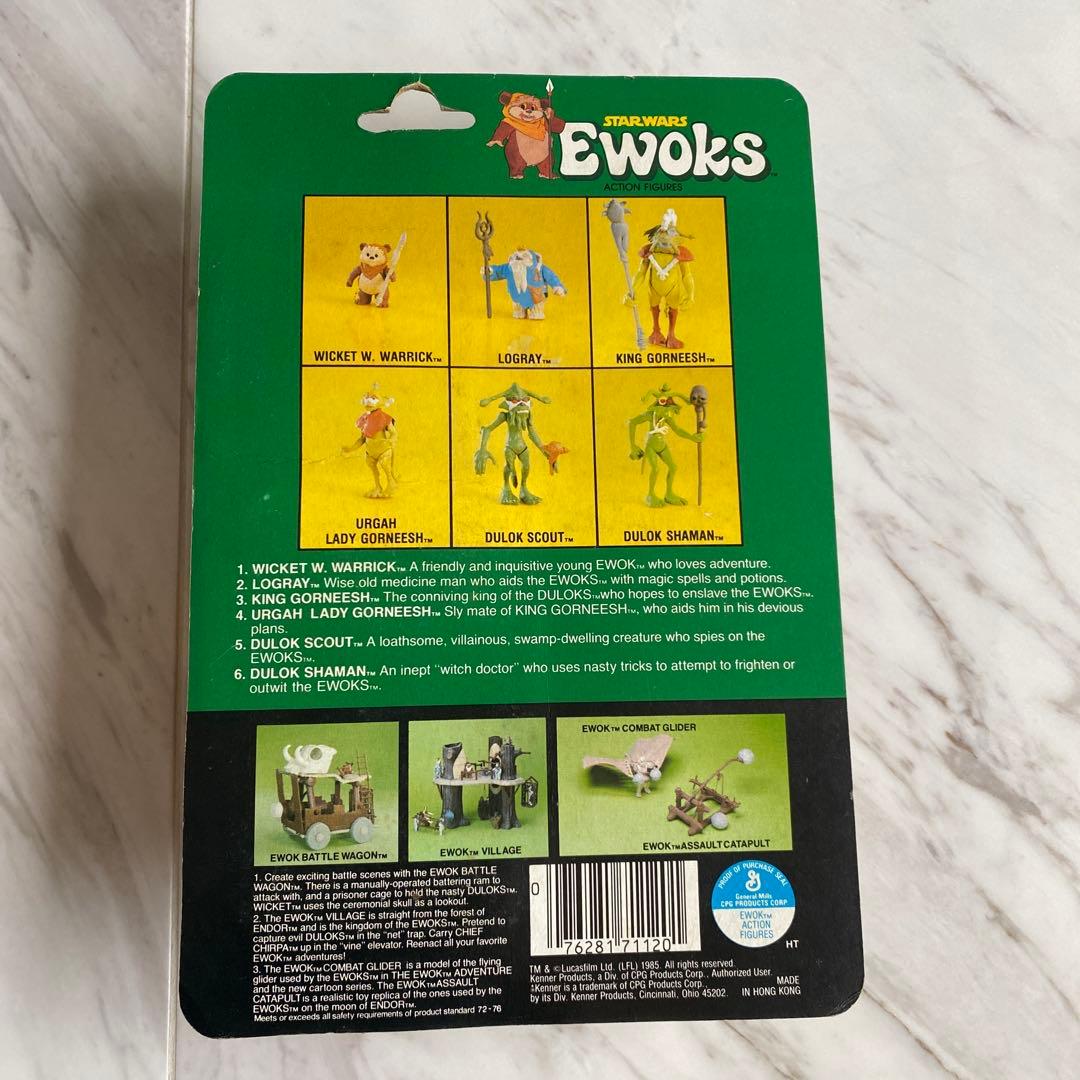 STAR WARS
Ewoks™
ACTION FIGURES
WICKET W. WARRICK™
LOGRAY™
KING GORNEESH™
URGAH
LADY GORNEESH™
DULOK SCOUT™
DULOK SHAMAN™
1. WICKET W. WARRICK™ A friendly and inquisitive young EWOK™ who loves adventure.
2. LOGRAY™ Wise old medicine man who aids the EWOKS™ with magic spells and potions.
3. KING GORNEESH™ The conniving king of the DULOKS™ who hopes to enslave the EWOKS™.
4. URGAH LADY GORNEESH™ Sly mate of KING GORNEESH™, who aids him in his devious
plans.
5. DULOK SCOUT™ A loathsome, villainous, swamp-dwelling creature who spies on the
EWOKS™.
6. DULOK SHAMAN™ An inept "witch doctor" who uses nasty tricks to attempt to frighten or
outwit the EWOKS™.
EWOK BATTLE WAGON™
EWOK™ VILLAGE
EWOK™ COMBAT GLIDER
EWOK™ ASSAULT CATAPULT
1. Create exciting battle scenes with the EWOK BATTLE
WAGON™. There is a manually-operated battering ram to
attack with, and a prisoner cage to hold the nasty DULOKS™.
WICKET™ uses the ceremonial skull as a lookout.
2. The EWOK™ VILLAGE is straight from the forest of
ENDOR™ and is the kingdom of the EWOKS™. Pretend to
capture evil DULOKS™ in the "net" trap. Carry CHIEF
CHIRPA™ up in the "vine" elevator. Reenact all your favorite
EWOK™ adventures!
3. The EWOK™ COMBAT GLIDER is a model of the flying
glider used by the EWOKS™ in THE EWOK™ ADVENTURE
and the new cartoon series. The EWOK™ ASSAULT
CATAPULT is a realistic toy replica of the ones used by the
EWOKS™ on the moon of ENDOR™.
Meets or exceeds all safety requirements of product standard 72-76
0 76281 71120
PROOF OF PURCHASE SEAL
G
General Mills
CPG PRODUCTS CORP
EWOK™
ACTION
FIGURES
HT
TM & © Lucasfilm Ltd. (LFL) 1985. All rights reserved.
Kenner Products, a Div. of CPG Products Corp., Authorized User.
‡Kenner is a trademark of CPG Products Corp.,
by its Div. Kenner Products, Cincinnati, Ohio 45202.
MADE
IN HONG KONG